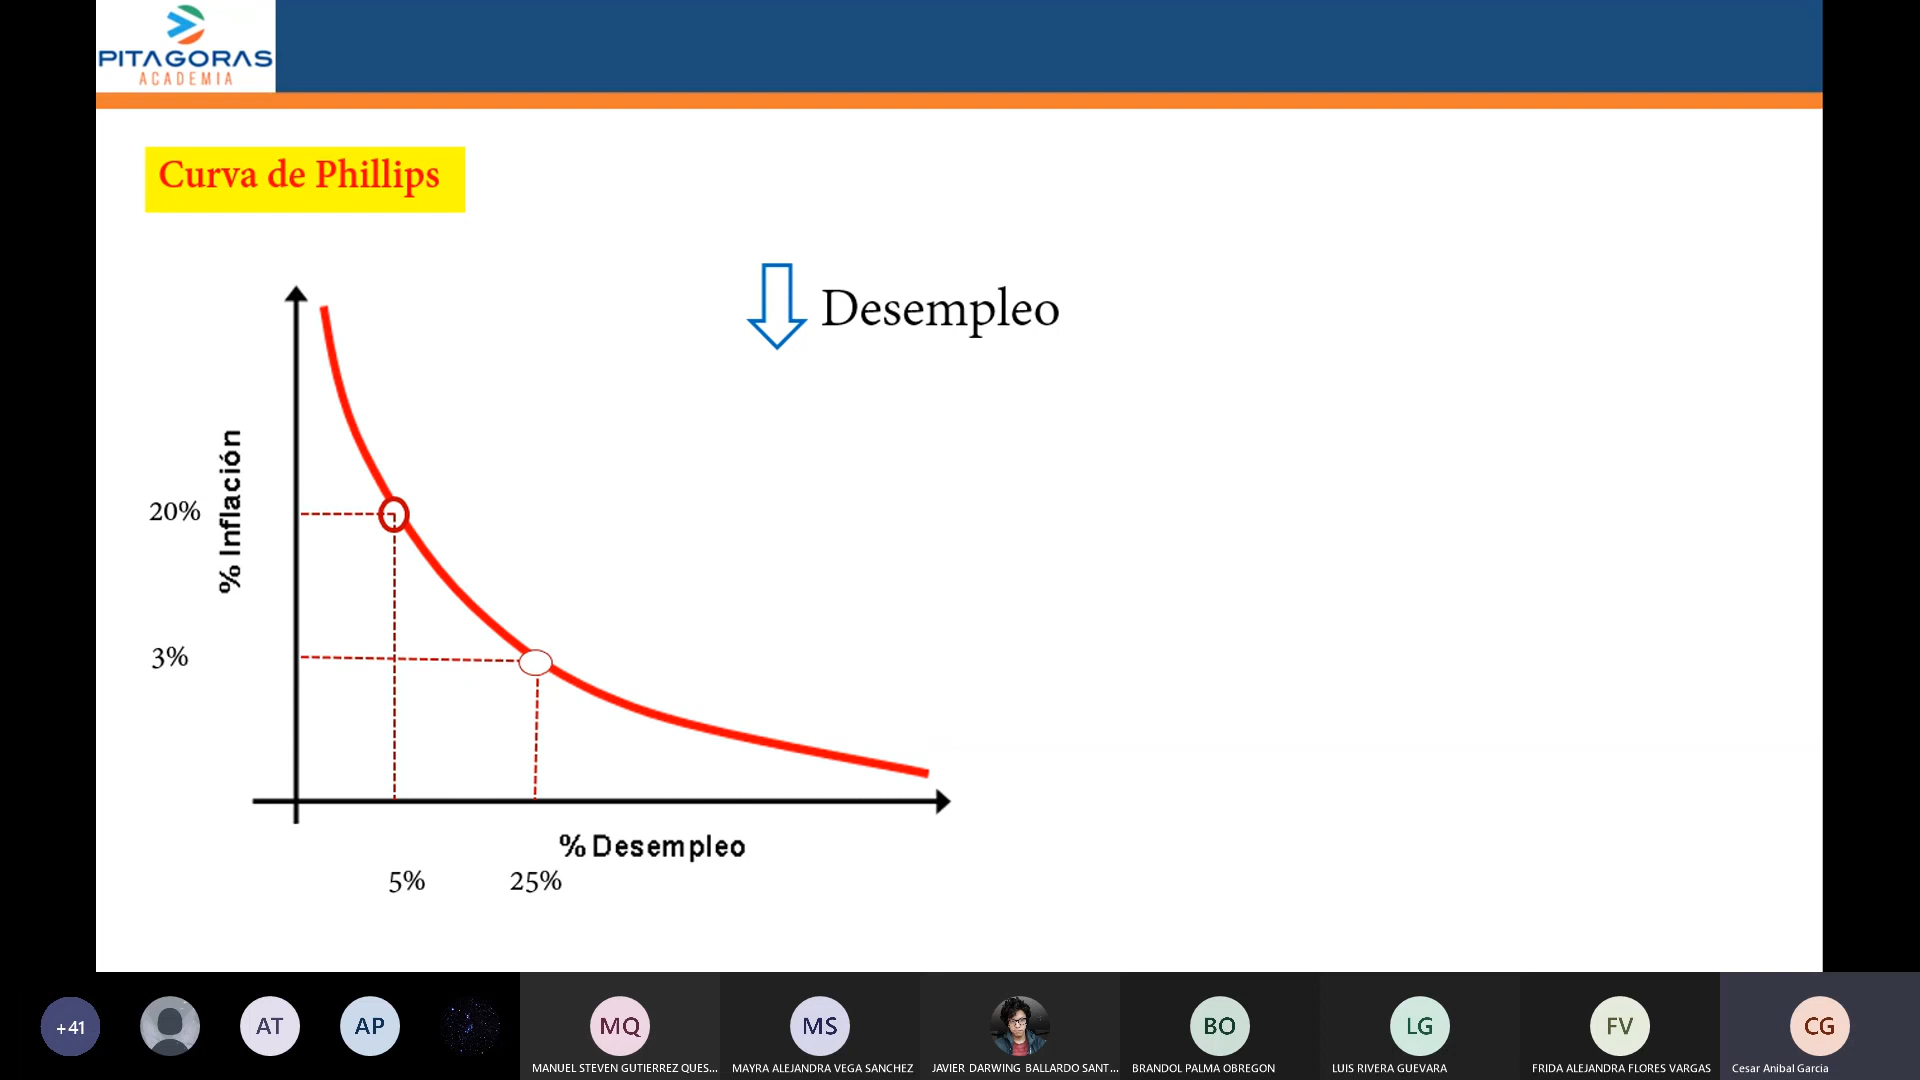 PITAGORAS
ACADEMIA
Curva de Phillips
Desempleo
% Inflación
20%
3%
% Desempleo
5%
25%
+41
AT
AP
MQ
MS
BO
LG
FV
CG
MANUEL STEVEN GUTIERREZ QUES...
MAYRA ALEJANDRA VEGA SANCHEZ
JAVIER DARWING BALLARDO SANT...
BRANDOL PALMA OBREGON
LUIS RIVERA GUEVARA
FRIDA ALEJANDRA FLORES VARGAS
Cesar Anibal Garcia